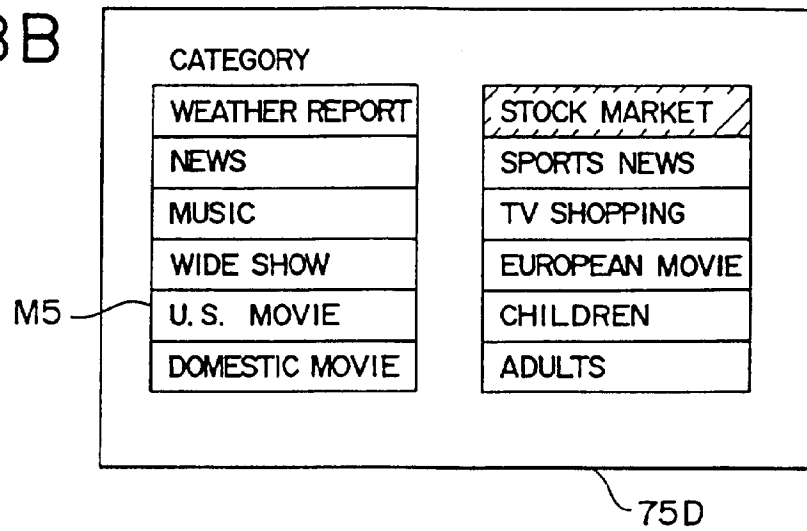 8B
CATEGORY
WEATHER REPORT
NEWS
MUSIC
WIDE SHOW
U.S. MOVIE
DOMESTIC MOVIE
STOCK MARKET
SPORTS NEWS
TV SHOPPING
EUROPEAN MOVIE
CHILDREN
ADULTS
M5
75D